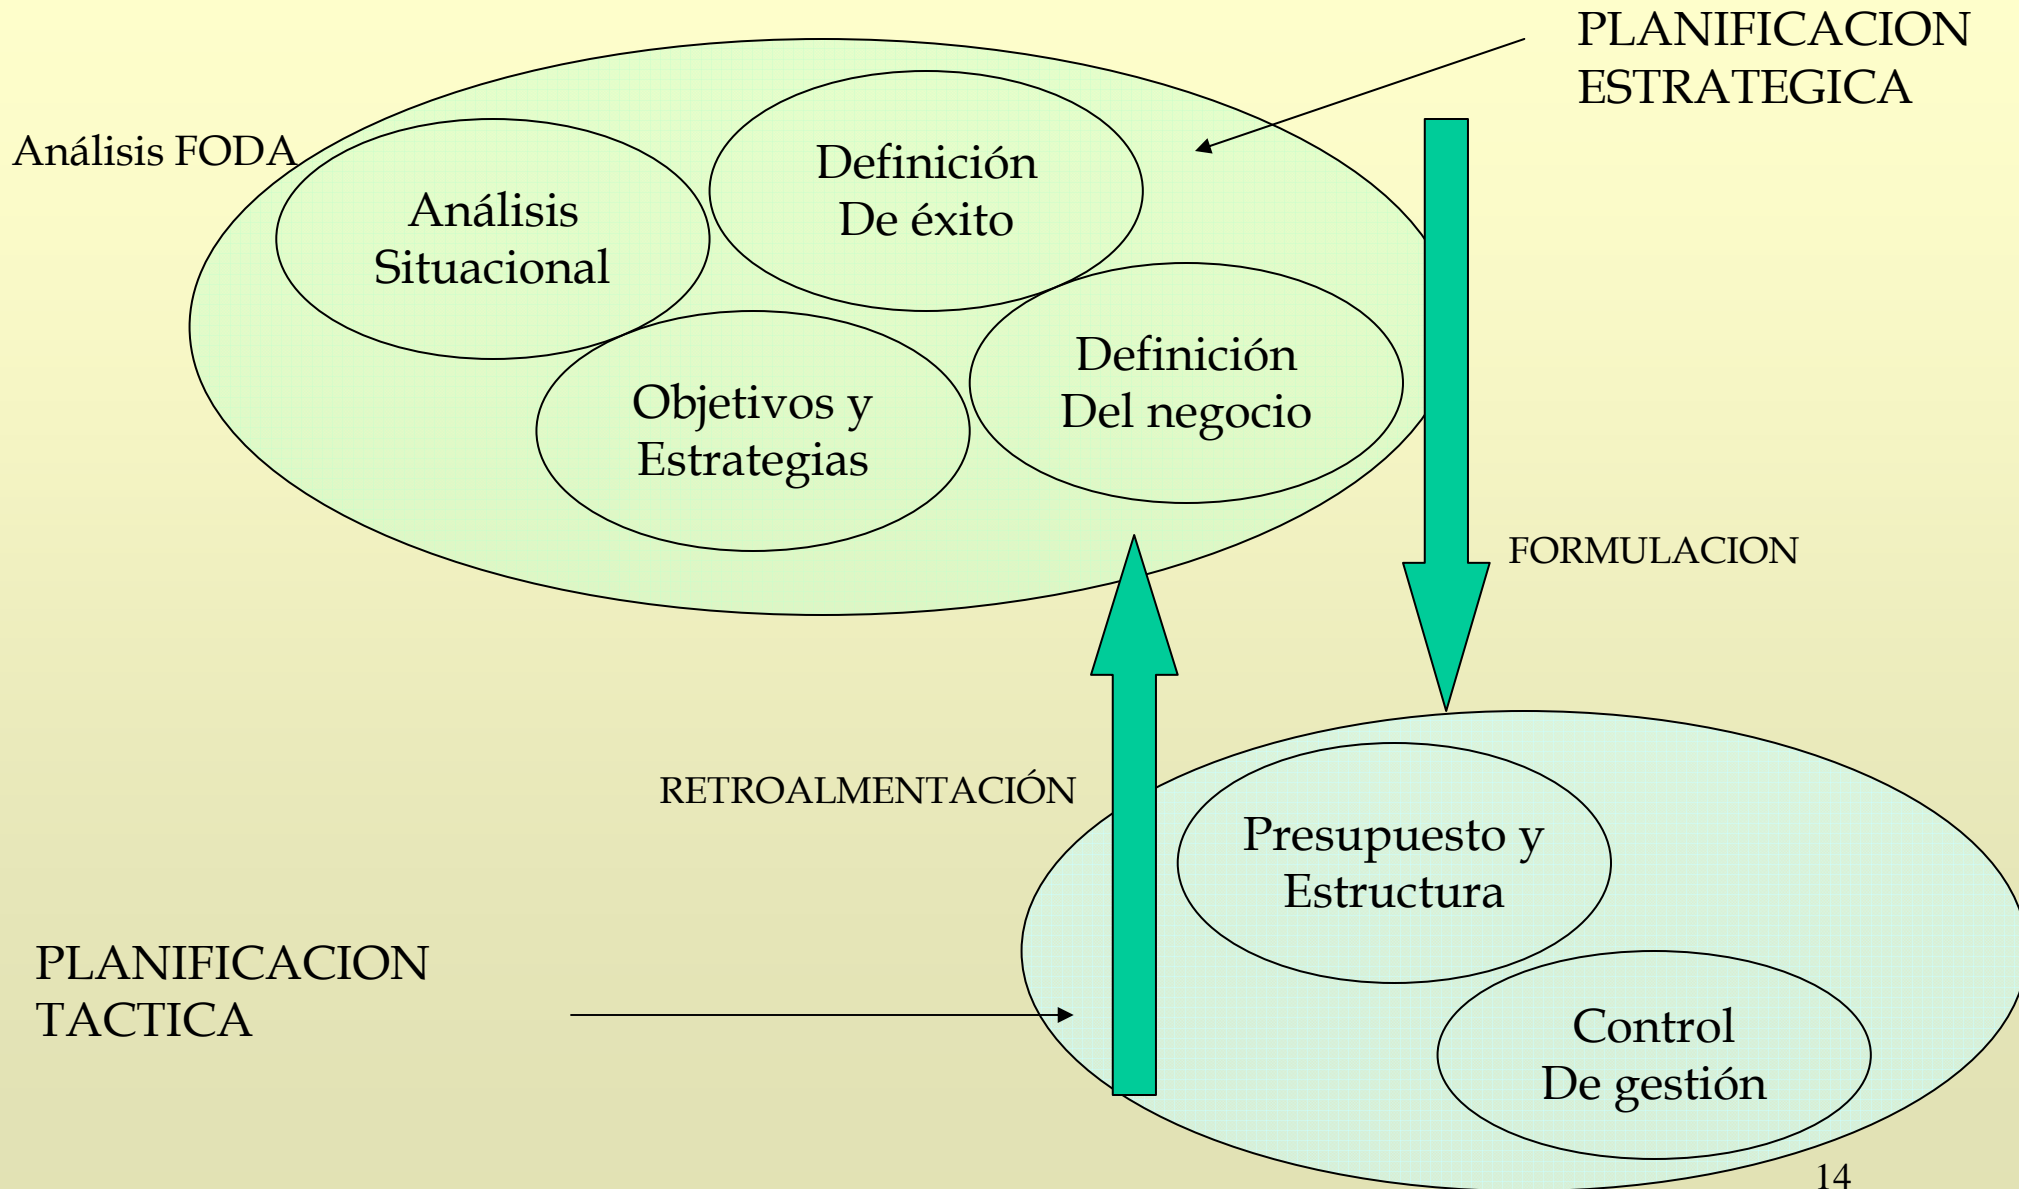 PLANIFICACION
ESTRATEGICA
Análisis FODA
Definición
De éxito
Análisis
Situacional
Definición
Del negocio
Objetivos y
Estrategias
FORMULACION
RETROALMENTACIÓN
Presupuesto y
Estructura
PLANIFICACION
TACTICA
Control
De gestión
14